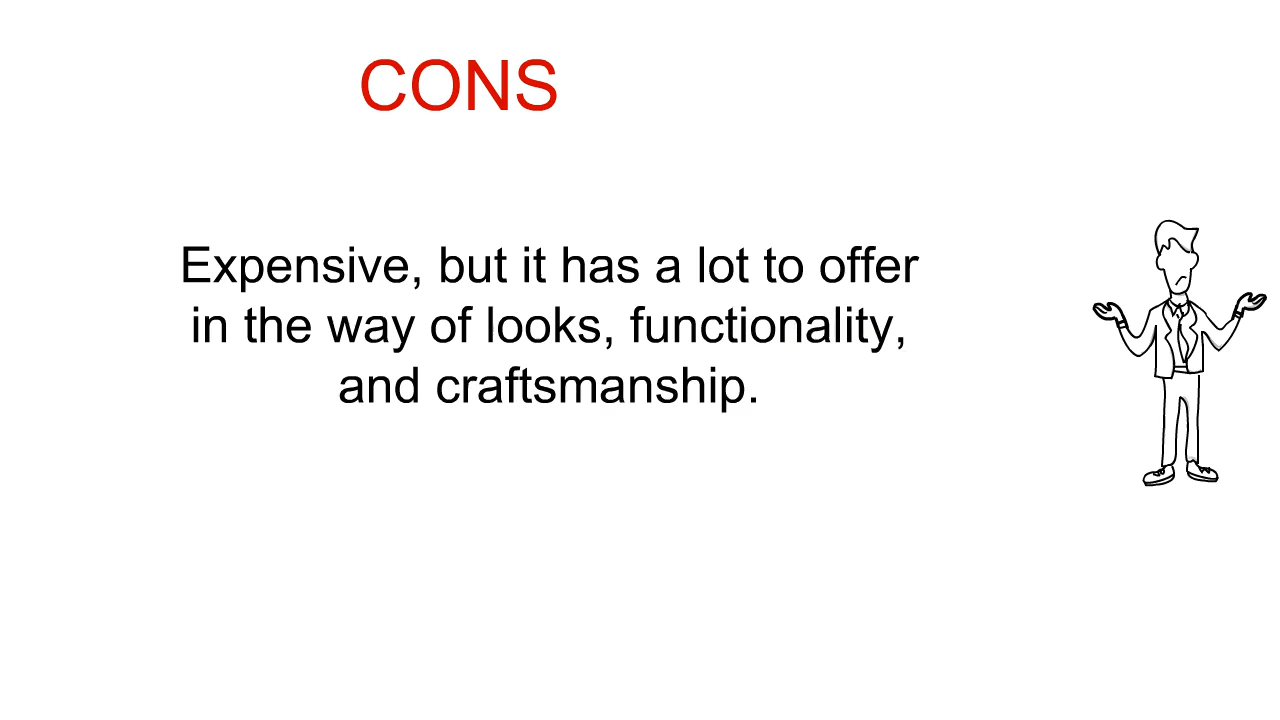 CONS
Expensive, but it has a lot to offer
in the way of looks, functionality,
and craftsmanship.